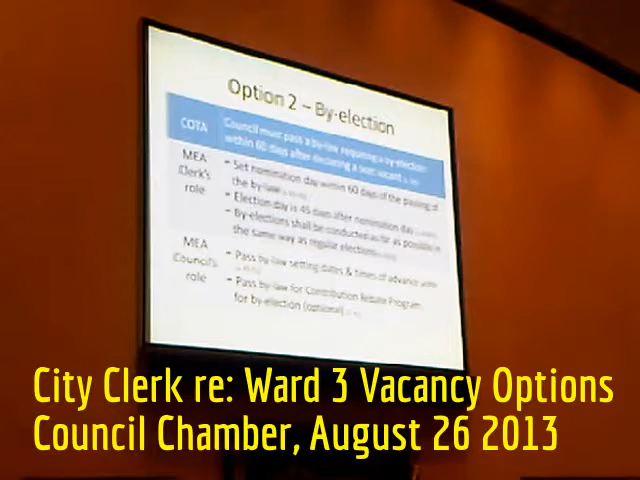 Option 2 – By-election
COTA
Council must pass a by-law requiring a by-election
within 60 days after declaring a seat vacant
MEA
Clerk's
role
- Set nomination day within 60 days of the passing of
the by-law
- Election day is 45 days after nomination day
- By-elections shall be conducted as far as possible in
the same way as regular elections
MEA
Council's
role
- Pass by-law setting dates & times of advance vote
- Pass by-law for Contribution Rebate Program
for by-election (optional)
City Clerk re: Ward 3 Vacancy Options
Council Chamber, August 26 2013